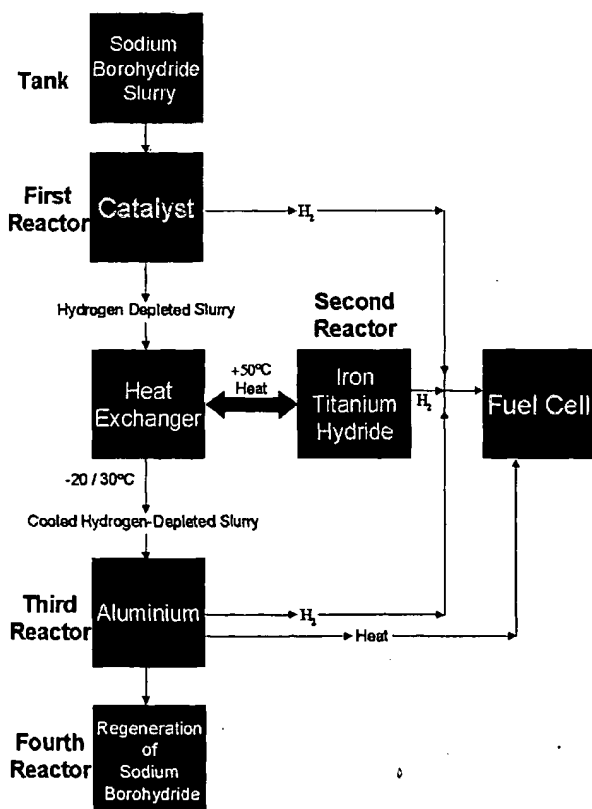 Tank
Sodium
Borohydride
Slurry
First
Reactor
Catalyst
H₂
Hydrogen Depleted Slurry
Second
Reactor
Heat
Exchanger
+50°C
Heat
Iron
Titanium
Hydride
H₂
Fuel Cell
-20 / 30°C
Cooled Hydrogen-Depleted Slurry
Third
Reactor
Aluminium
H₂
Heat
Fourth
Reactor
Regeneration
of
Sodium
Borohydride